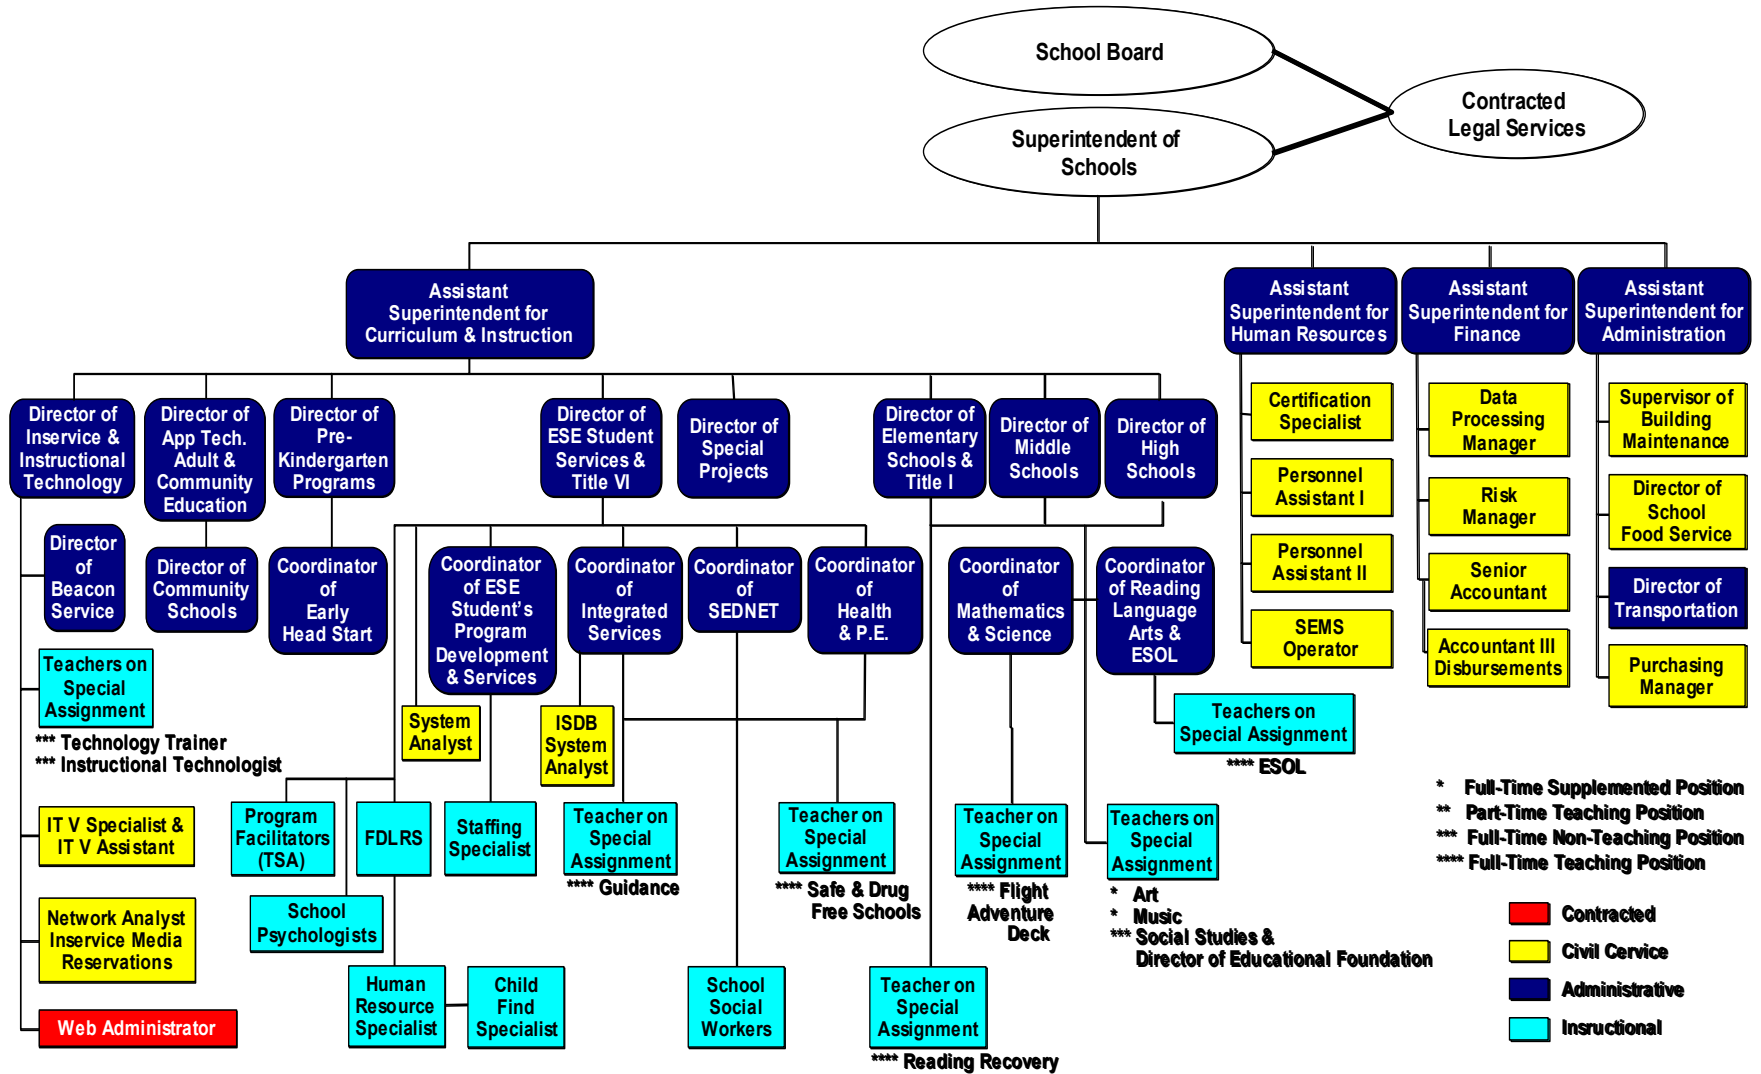 School Board
Contracted
Legal Services
Superintendent of
Schools
Assistant
Superintendent for
Curriculum & Instruction
Assistant
Superintendent for
Human Resources
Assistant
Superintendent for
Finance
Assistant
Superintendent for
Administration
Director of
Inservice &
Instructional
Technology
Director of
App Tech.
Adult &
Community
Education
Director of
Pre-
Kindergarten
Programs
Director of
ESE Student
Services &
Title VI
Director of
Special
Projects
Director of
Elementary
Schools &
Title I
Director of
Middle
Schools
Director of
High
Schools
Certification
Specialist
Personnel
Assistant I
Personnel
Assistant II
SEMS
Operator
Data
Processing
Manager
Risk
Manager
Senior
Accountant
Accountant III
Disbursements
Supervisor of
Building
Maintenance
Director of
School
Food Service
Director of
Transportation
Purchasing
Manager
Director
of
Beacon
Service
Director of
Community
Schools
Coordinator
of
Early
Head Start
Coordinator
of ESE
Student's
Program
Development
& Services
Coordinator
of
Integrated
Services
Coordinator
of
SEDNET
Coordinator
of
Health
& P.E.
Coordinator
of
Mathematics
& Science
Coordinator
of Reading
Language
Arts &
ESOL
Teachers on
Special
Assignment
*** Technology Trainer
*** Instructional Technologist
System
Analyst
ISDB
System
Analyst
Teachers on
Special Assignment
**** ESOL
IT V Specialist &
IT V Assistant
Program
Facilitators
(TSA)
FDLRS
Staffing
Specialist
Teacher on
Special
Assignment
**** Guidance
Teacher on
Special
Assignment
**** Safe & Drug
Free Schools
Teacher on
Special
Assignment
**** Flight
Adventure
Deck
Teachers on
Special
Assignment
* Art
* Music
*** Social Studies &
Director of Educational Foundation
Network Analyst
Inservice Media
Reservations
School
Psychologists
Web Administrator
Human
Resource
Specialist
Child
Find
Specialist
School
Social
Workers
Teacher on
Special
Assignment
**** Reading Recovery
* Full-Time Supplemented Position
** Part-Time Teaching Position
*** Full-Time Non-Teaching Position
**** Full-Time Teaching Position
Contracted
Civil Cervice
Administrative
Insructional